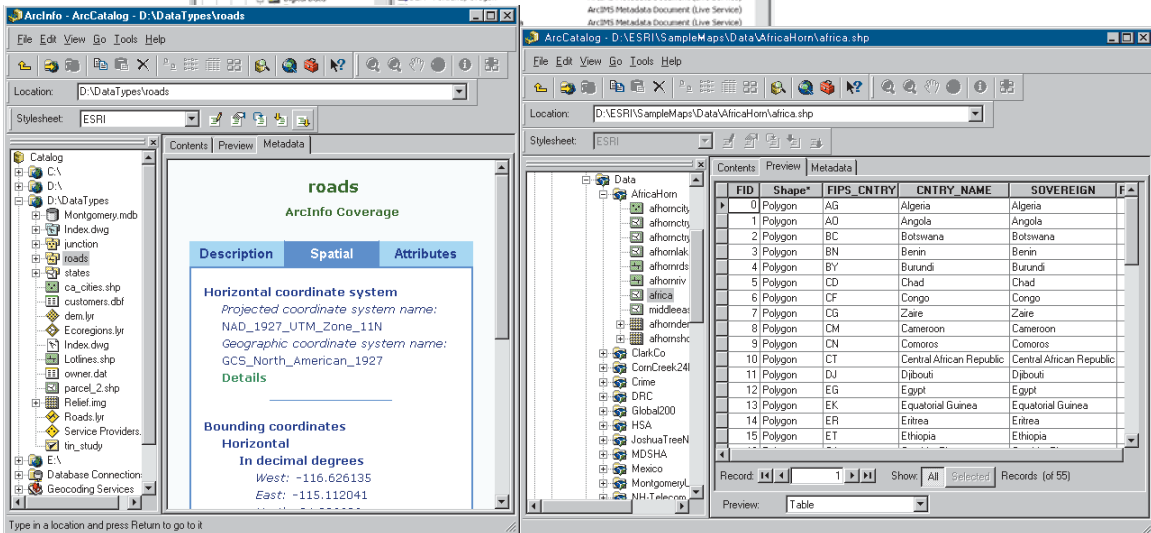 ArcIMS Metadata Document (Live Service)
ArcIMS Metadata Document (Live Service)
ArcInfo - ArcCatalog - D:\DataTypes\roads
File Edit View Go Tools Help
Location: D:\DataTypes\roads
Stylesheet: ESRI
Catalog
C:\
D:\
D:\DataTypes
Montgomery.mdb
Index.dwg
junction
roads
states
ca_cities.shp
customers.dbf
dem.lyr
Ecoregions.lyr
Index.dwg
Lotlines.shp
owner.dat
parcel_2.shp
Relief.img
Roads.lyr
Service Providers.
tin_study
E:\
Database Connection:
Geocoding Services
Contents Preview Metadata
roads
ArcInfo Coverage
Description Spatial Attributes
Horizontal coordinate system
Projected coordinate system name:
NAD_1927_UTM_Zone_11N
Geographic coordinate system name:
GCS_North_American_1927
Details
Bounding coordinates
Horizontal
In decimal degrees
West: -116.626135
East: -115.112041
Type in a location and press Return to go to it
ArcCatalog - D:\ESRI\SampleMaps\Data\AfricaHorn\africa.shp
File Edit View Go Tools Help
Location: D:\ESRI\SampleMaps\Data\AfricaHorn\africa.shp
Stylesheet: ESRI
Data
AfricaHorn
afhorncity
afhornctry
afhornctry
afhornlak
afhornrds
afhornriv
africa
middleeas
afhornder
afhornsho
ClarkCo
CornCreek24
Crime
DRC
Global200
HSA
JoshuaTreeN
MDSHA
Mexico
MontgomeryL
NH-Telecom
Contents Preview Metadata
FID Shape* FIPS_CNTRY CNTRY_NAME SOVEREIGN F
0 Polygon AG Algeria Algeria
1 Polygon AO Angola Angola
2 Polygon BC Botswana Botswana
3 Polygon BN Benin Benin
4 Polygon BY Burundi Burundi
5 Polygon CD Chad Chad
6 Polygon CF Congo Congo
7 Polygon CG Zaire Zaire
8 Polygon CM Cameroon Cameroon
9 Polygon CN Comoros Comoros
10 Polygon CT Central African Republic Central African Republic
11 Polygon DJ Djibouti Djibouti
12 Polygon EG Egypt Egypt
13 Polygon EK Equatorial Guinea Equatorial Guinea
14 Polygon ER Eritrea Eritrea
15 Polygon ET Ethiopia Ethiopia
Record: 1 Show: All Selected Records (of 55)
Preview: Table